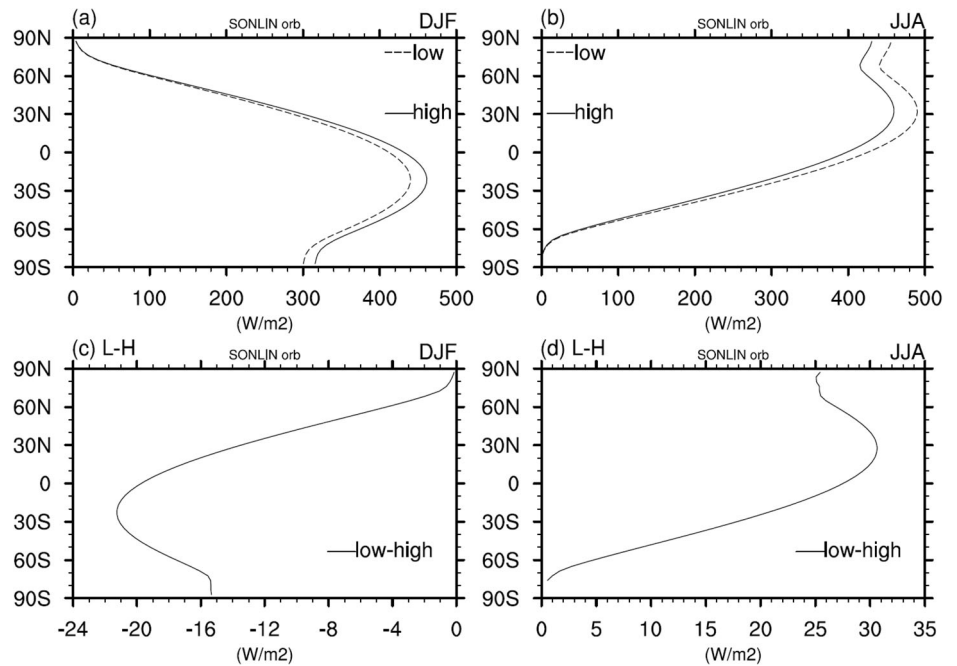 (a) SONLIN orb DJF
90N
60N
30N
0
30S
60S
90S
low
high
0 100 200 300 400 500
(W/m2)
(b) SONLIN orb JJA
90N
60N
30N
0
30S
60S
90S
low
high
0 100 200 300 400 500
(W/m2)
(c) L-H SONLIN orb DJF
90N
60N
30N
0
30S
60S
90S
low-high
-24 -20 -16 -12 -8 -4 0
(W/m2)
(d) L-H SONLIN orb JJA
90N
60N
30N
0
30S
60S
90S
low-high
0 5 10 15 20 25 30 35
(W/m2)